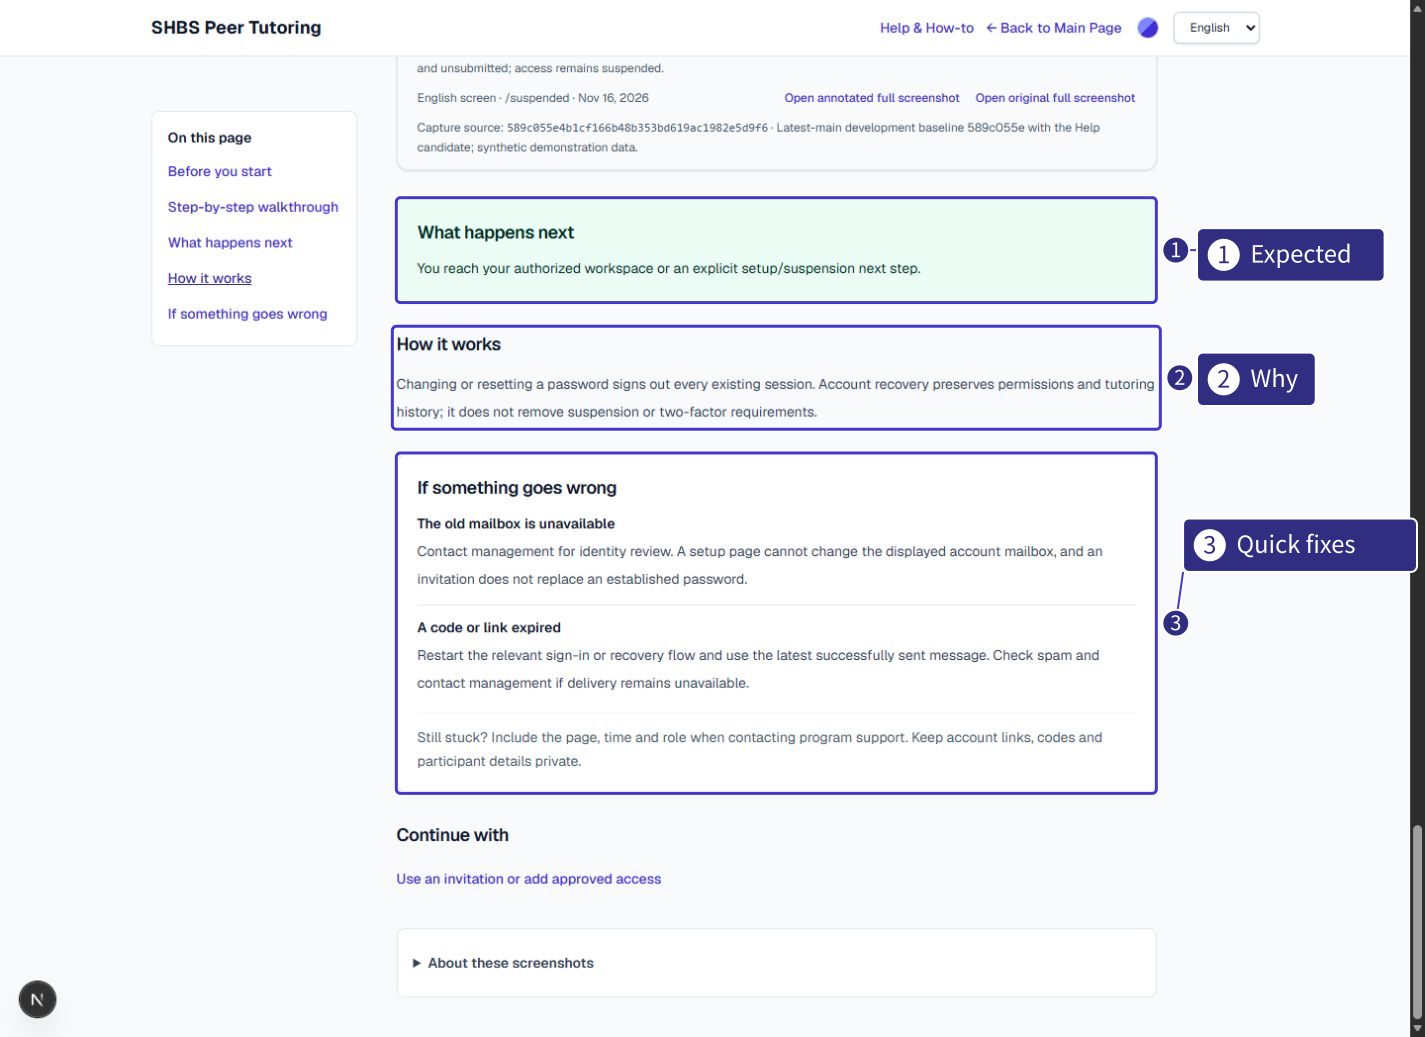 SHBS Peer Tutoring
Help & How-to
← Back to Main Page
English
On this page
Before you start
Step-by-step walkthrough
What happens next
How it works
If something goes wrong
and unsubmitted; access remains suspended.
English screen · /suspended · Nov 16, 2026
Open annotated full screenshot
Open original full screenshot
Capture source: 589c055e4b1cf166b48b353bd619ac1982e5d9f6 · Latest-main development baseline 589c055e with the Help
candidate; synthetic demonstration data.
What happens next
You reach your authorized workspace or an explicit setup/suspension next step.
1
1 Expected
How it works
Changing or resetting a password signs out every existing session. Account recovery preserves permissions and tutoring
history; it does not remove suspension or two-factor requirements.
2
2 Why
If something goes wrong
The old mailbox is unavailable
Contact management for identity review. A setup page cannot change the displayed account mailbox, and an
invitation does not replace an established password.
A code or link expired
Restart the relevant sign-in or recovery flow and use the latest successfully sent message. Check spam and
contact management if delivery remains unavailable.
Still stuck? Include the page, time and role when contacting program support. Keep account links, codes and
participant details private.
3 Quick fixes
3
Continue with
Use an invitation or add approved access
About these screenshots
N